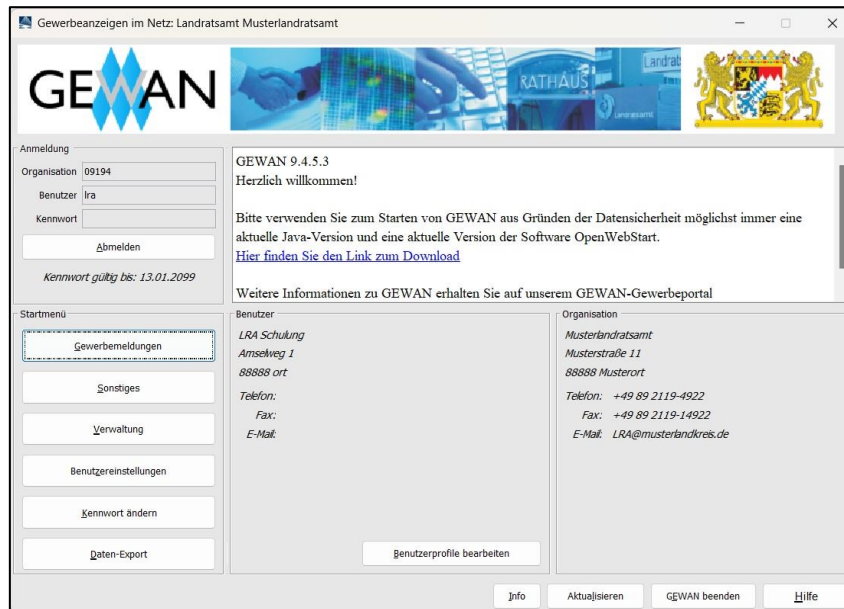 Gewerbeanzeigen im Netz: Landratsamt Musterlandratsamt
GEWAN
RATHAUS
Landrats
Landratsamt
Anmeldung
Organisation 09194
Benutzer lra
Kennwort
Abmelden
Kennwort gültig bis: 13.01.2099
GEWAN 9.4.5.3
Herzlich willkommen!
Bitte verwenden Sie zum Starten von GEWAN aus Gründen der Datensicherheit möglichst immer eine
aktuelle Java-Version und eine aktuelle Version der Software OpenWebStart.
Hier finden Sie den Link zum Download
Weitere Informationen zu GEWAN erhalten Sie auf unserem GEWAN-Gewerbeportal
Startmenü
Gewerbemeldungen
Sonstiges
Verwaltung
Benutzereinstellungen
Kennwort ändern
Daten-Export
Benutzer
LRA Schulung
Amselweg 1
88888 ort
Telefon:
Fax:
E-Mail:
Benutzerprofile bearbeiten
Organisation
Musterlandratsamt
Musterstraße 11
88888 Musterort
Telefon: +49 89 2119-4922
Fax: +49 89 2119-14922
E-Mail: LRA@musterlandkreis.de
Info
Aktualisieren
GEWAN beenden
Hilfe